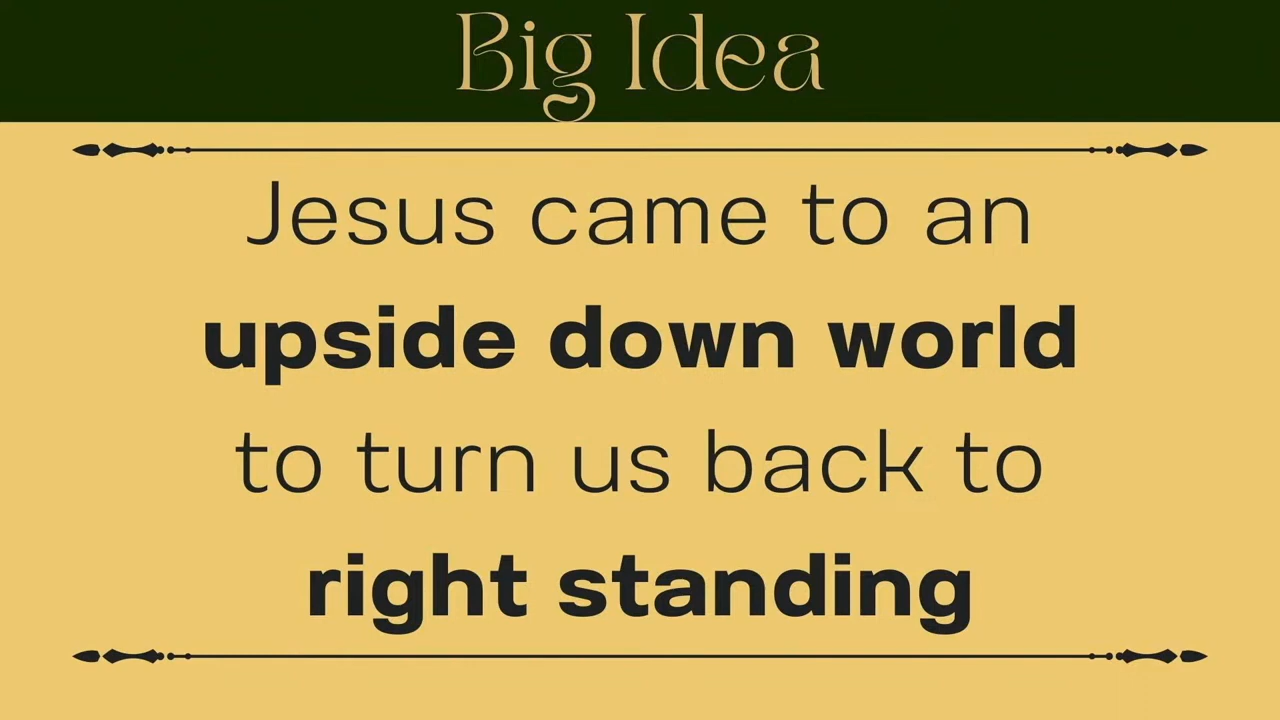 Big Idea
Jesus came to an
upside down world
to turn us back to
right standing